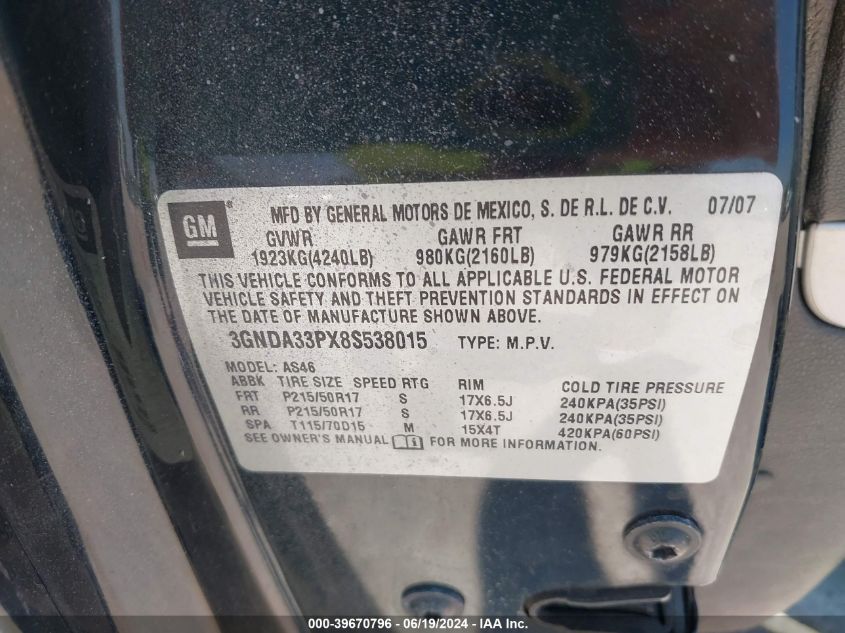 GM
MFD BY GENERAL MOTORS DE MEXICO, S. DE R.L. DE C.V. 07/07
GVWR GAWR FRT GAWR RR
1923KG(4240LB) 980KG(2160LB) 979KG(2158LB)
THIS VEHICLE CONFORMS TO ALL APPLICABLE U.S. FEDERAL MOTOR
VEHICLE SAFETY AND THEFT PREVENTION STANDARDS IN EFFECT ON
THE DATE OF MANUFACTURE SHOWN ABOVE.
3GNDA33PX8S538015 TYPE: M.P.V.
MODEL: AS46
ABBK TIRE SIZE SPEED RTG RIM COLD TIRE PRESSURE
FRT P215/50R17 S 17X6.5J 240KPA(35PSI)
RR P215/50R17 S 17X6.5J 240KPA(35PSI)
SPA T115/70D15 M 15X4T 420KPA(60PSI)
SEE OWNER'S MANUAL FOR MORE INFORMATION.
000-39670796 - 06/19/2024 - IAA Inc.